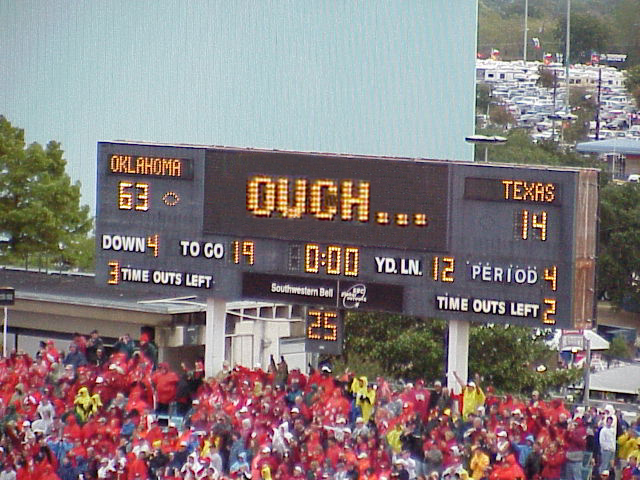 OKLAHOMA
63
OUCH...
TEXAS
14
DOWN 4 TO GO 19 0:00 YD. LN. 12 PERIOD 4
3 TIME OUTS LEFT
Southwestern Bell
TIME OUTS LEFT 2
25